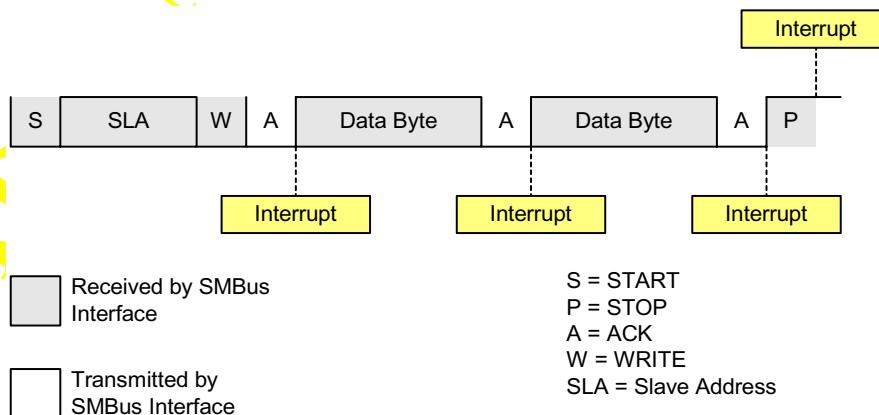 Interrupt
S
SLA
W
A
Data Byte
A
Data Byte
A
P
Interrupt
Interrupt
Interrupt
Received by SMBus
Interface
Transmitted by
SMBus Interface
S = START
P = STOP
A = ACK
W = WRITE
SLA = Slave Address